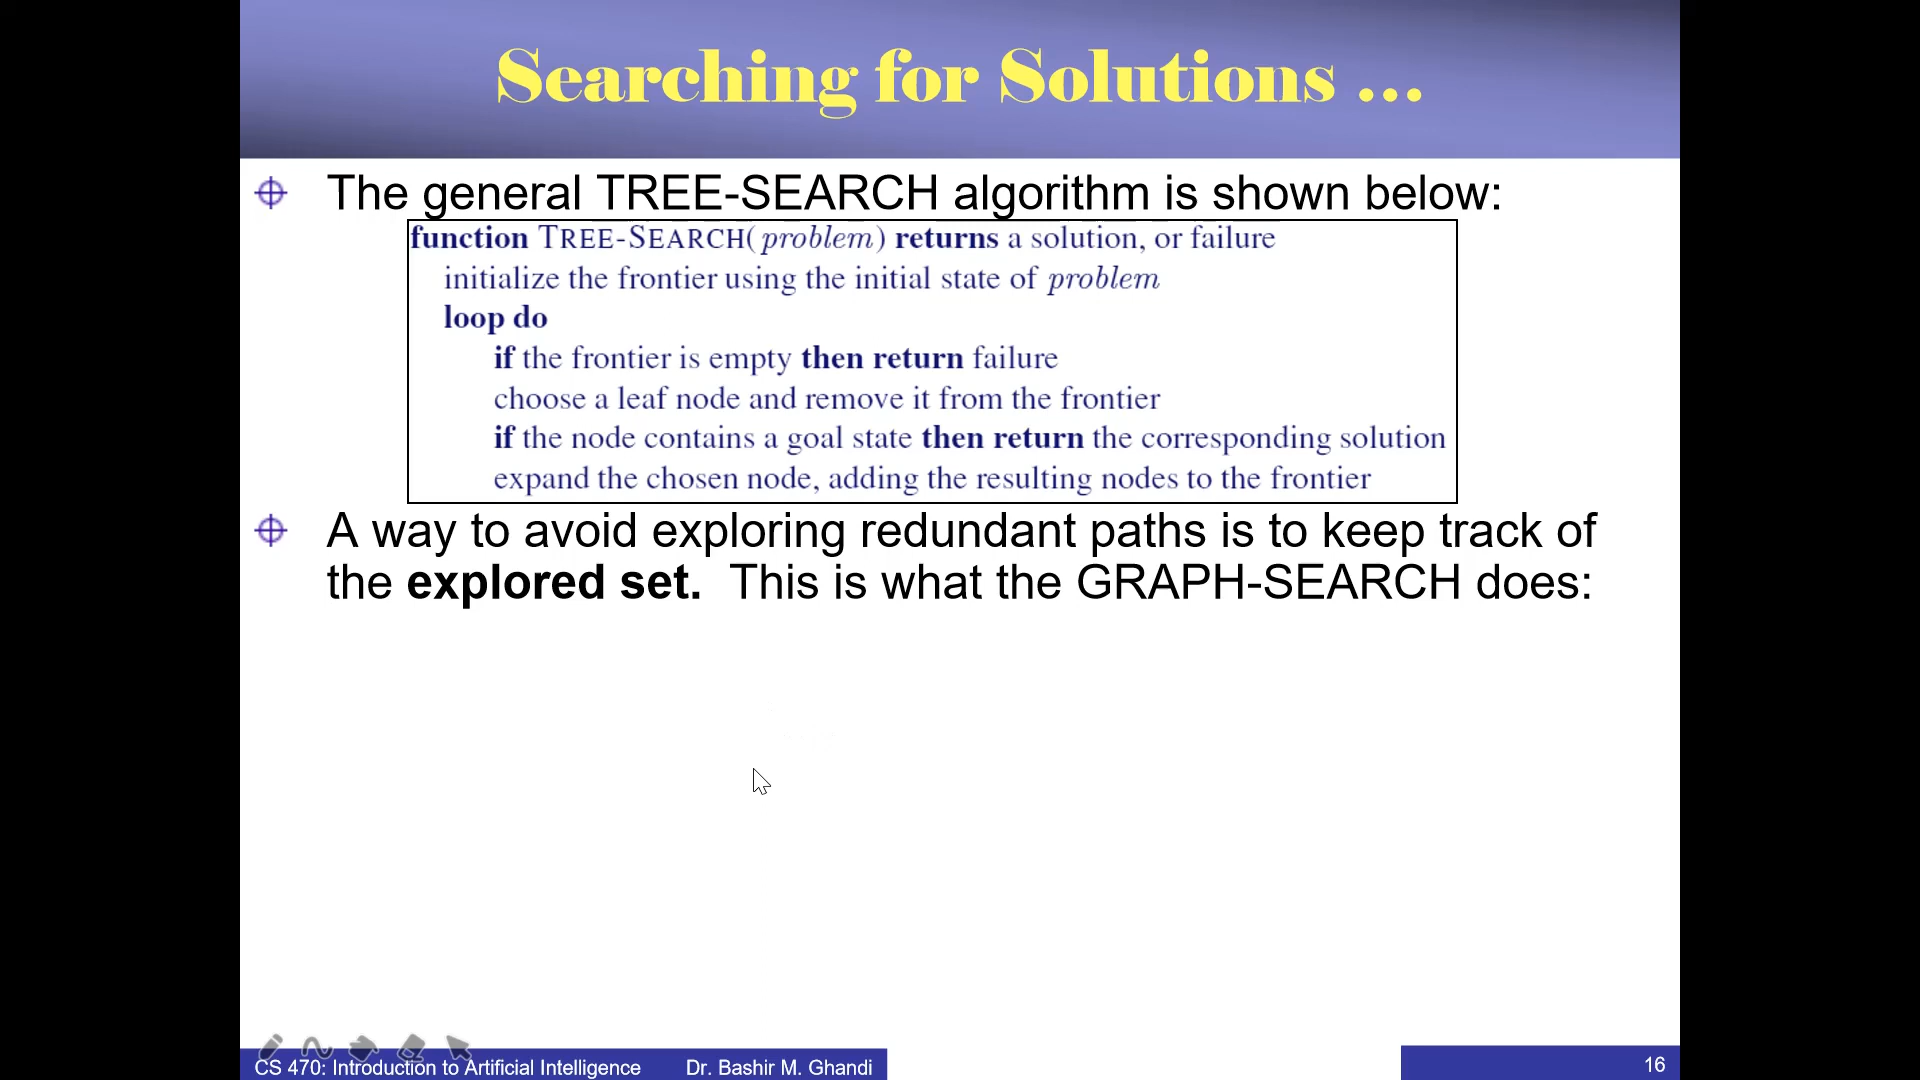 Searching for Solutions ...
The general TREE-SEARCH algorithm is shown below:
function TREE-SEARCH(problem) returns a solution, or failure
initialize the frontier using the initial state of problem
loop do
if the frontier is empty then return failure
choose a leaf node and remove it from the frontier
if the node contains a goal state then return the corresponding solution
expand the chosen node, adding the resulting nodes to the frontier
A way to avoid exploring redundant paths is to keep track of
the explored set. This is what the GRAPH-SEARCH does:
CS 470: Introduction to Artificial Intelligence Dr. Bashir M. Ghandi
16